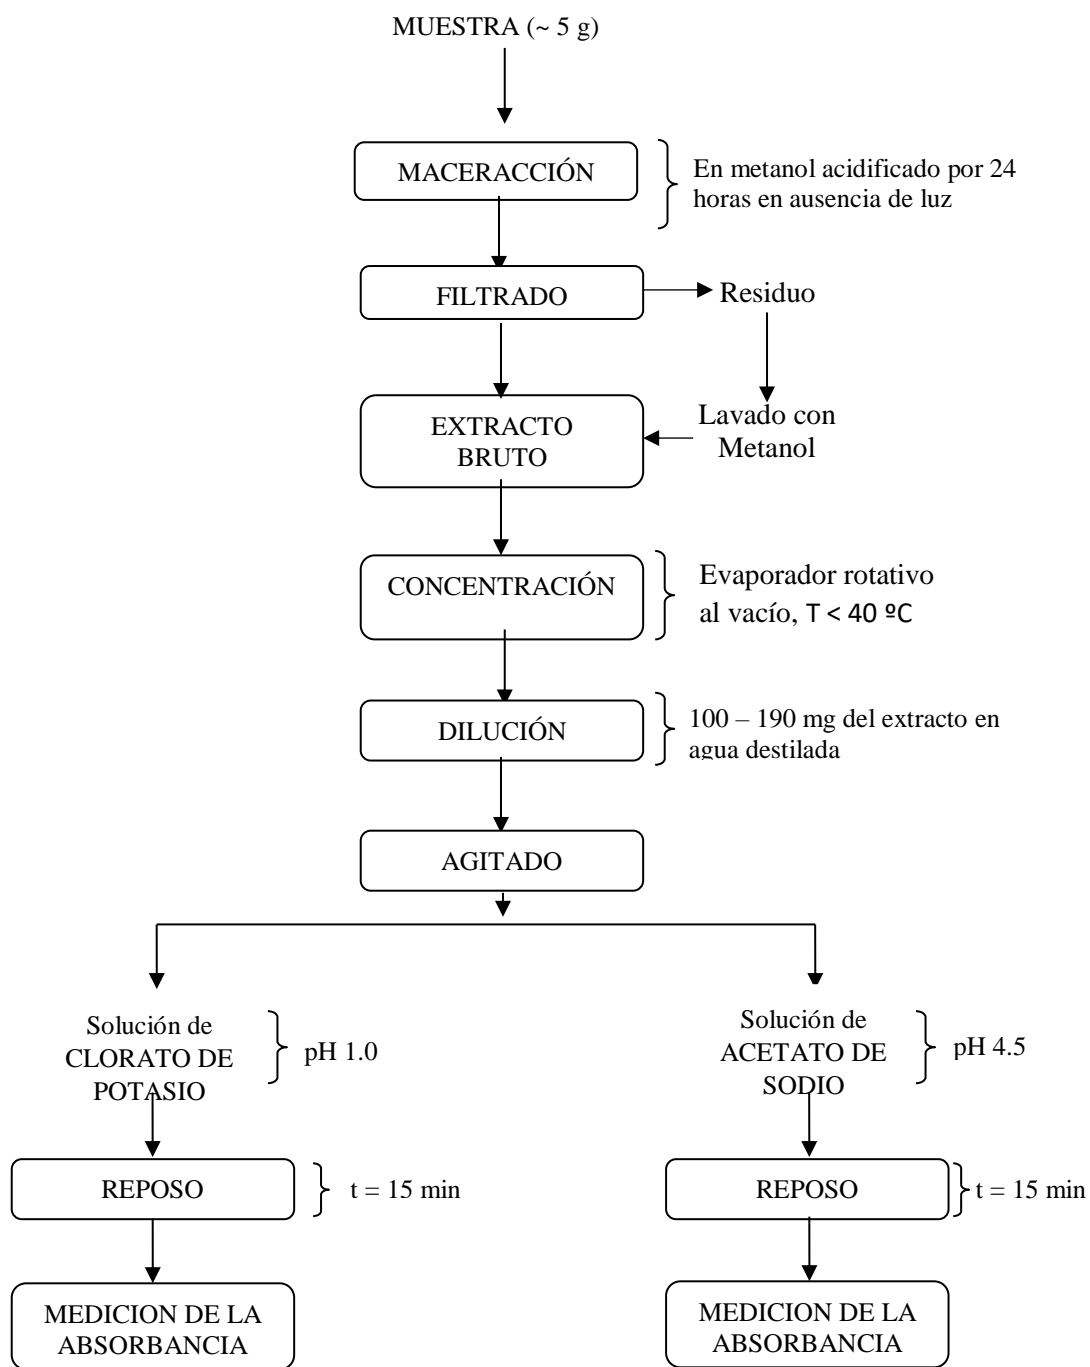 MUESTRA (~ 5 g)
MACERACCIÓN
En metanol acidificado por 24
horas en ausencia de luz
FILTRADO
Residuo
EXTRACTO
BRUTO
Lavado con
Metanol
CONCENTRACIÓN
Evaporador rotativo
al vacío, T < 40 ºC
DILUCIÓN
100 – 190 mg del extracto en
agua destilada
AGITADO
Solución de
CLORATO DE
POTASIO
pH 1.0
Solución de
ACETATO DE
SODIO
pH 4.5
REPOSO
t = 15 min
REPOSO
t = 15 min
MEDICION DE LA
ABSORBANCIA
MEDICION DE LA
ABSORBANCIA